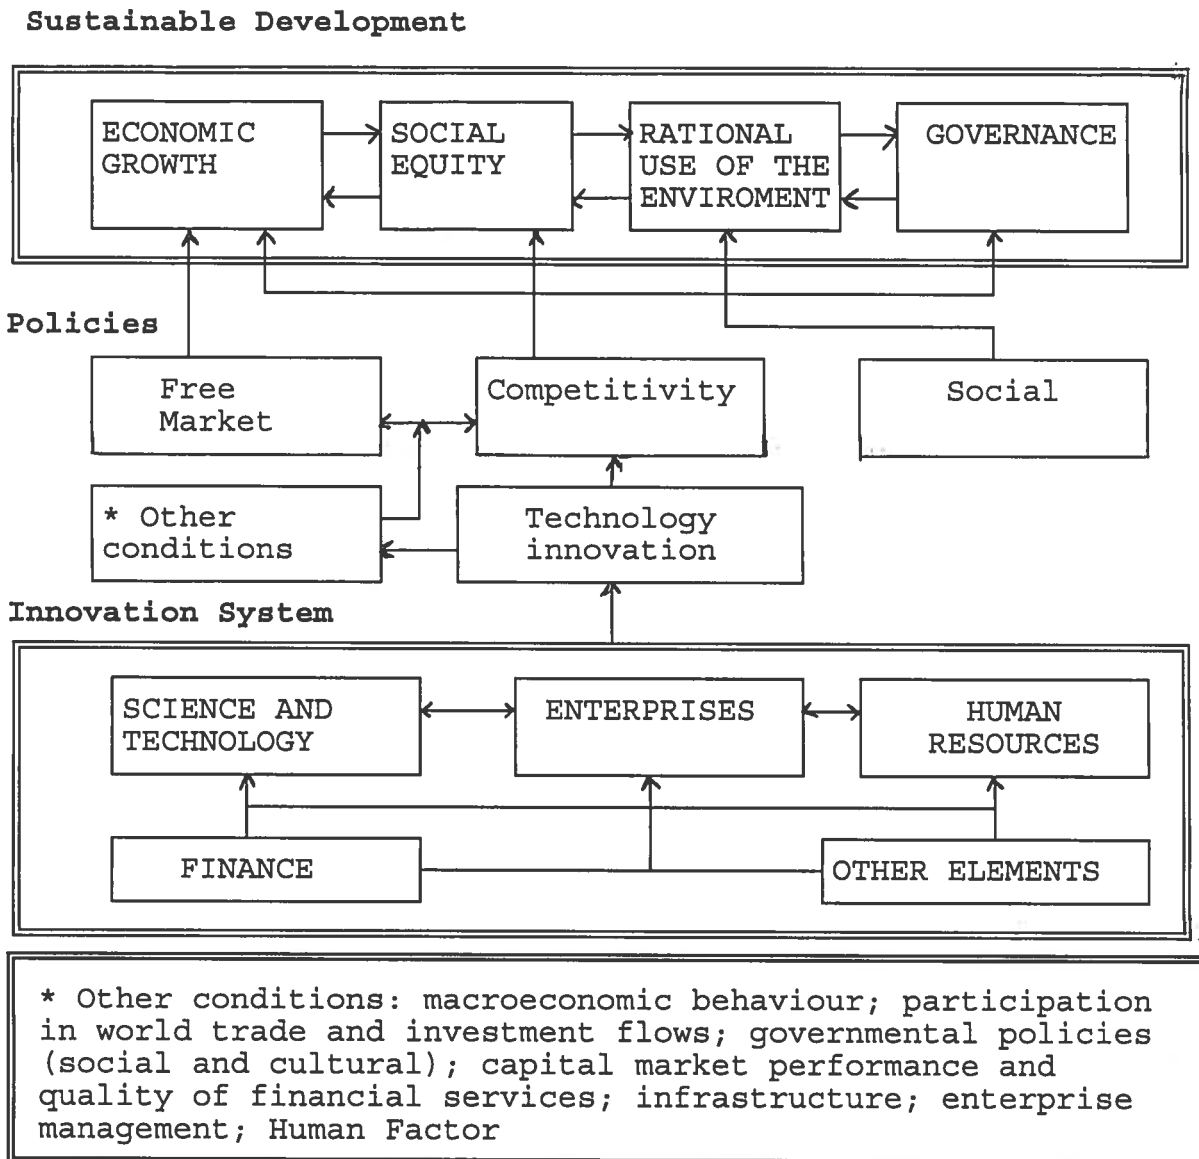 Sustainable Development
ECONOMIC
GROWTH
SOCIAL
EQUITY
RATIONAL
USE OF THE
ENVIROMENT
GOVERNANCE
Policies
Free
Market
Competitivity
Social
* Other
conditions
Technology
innovation
Innovation System
SCIENCE AND
TECHNOLOGY
ENTERPRISES
HUMAN
RESOURCES
FINANCE
OTHER ELEMENTS
* Other conditions: macroeconomic behaviour; participation
in world trade and investment flows; governmental policies
(social and cultural); capital market performance and
quality of financial services; infrastructure; enterprise
management; Human Factor